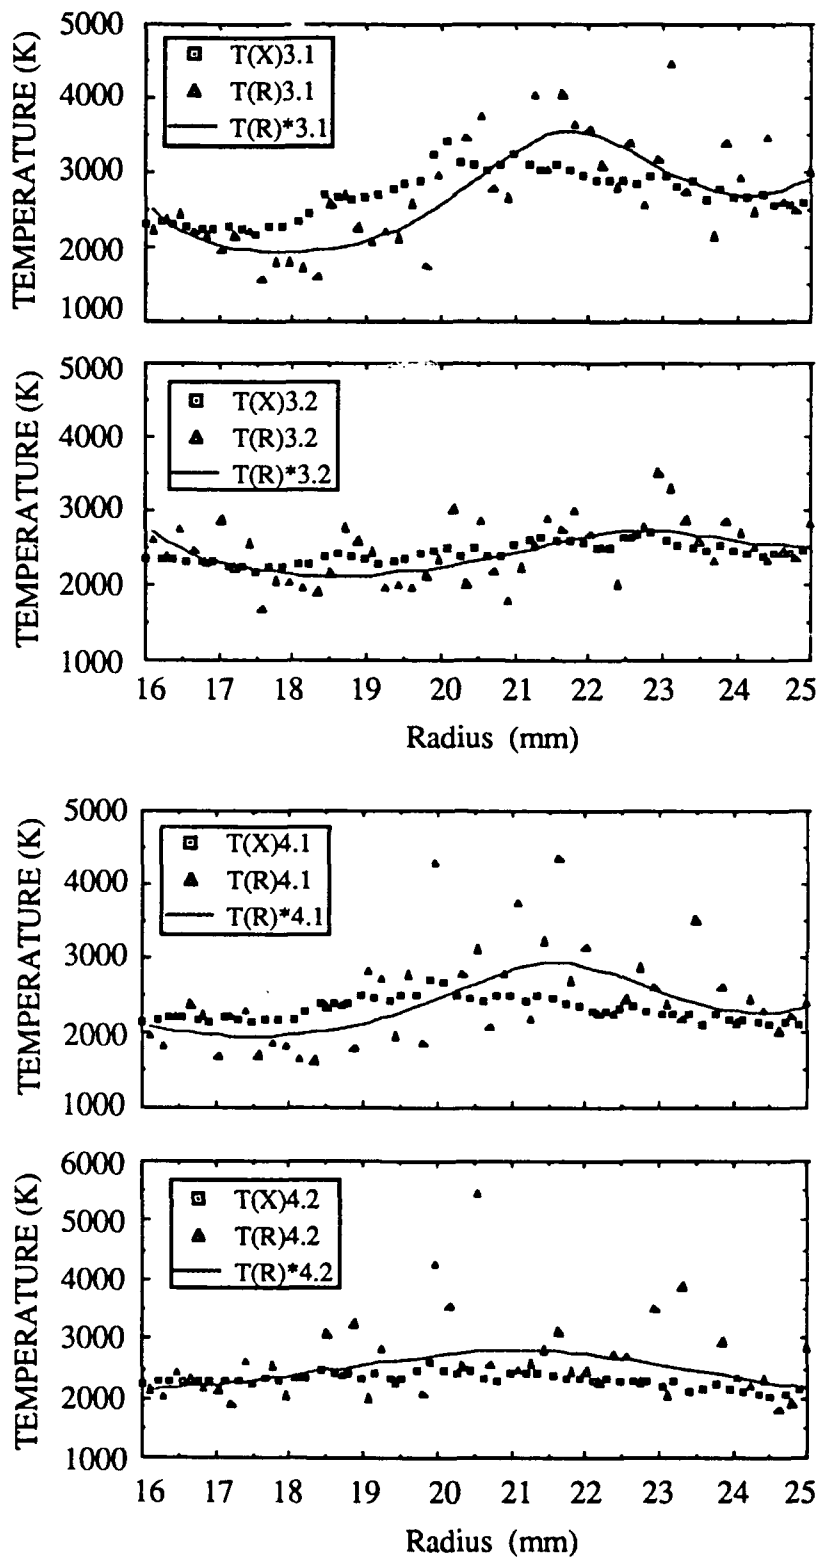 5000
4000
3000
2000
1000
TEMPERATURE (K)
T(X)3.1
T(R)3.1
T(R)*3.1
5000
4000
3000
2000
1000
TEMPERATURE (K)
T(X)3.2
T(R)3.2
T(R)*3.2
16 17 18 19 20 21 22 23 24 25
Radius (mm)
5000
4000
3000
2000
1000
TEMPERATURE (K)
T(X)4.1
T(R)4.1
T(R)*4.1
6000
5000
4000
3000
2000
1000
TEMPERATURE (K)
T(X)4.2
T(R)4.2
T(R)*4.2
16 17 18 19 20 21 22 23 24 25
Radius (mm)